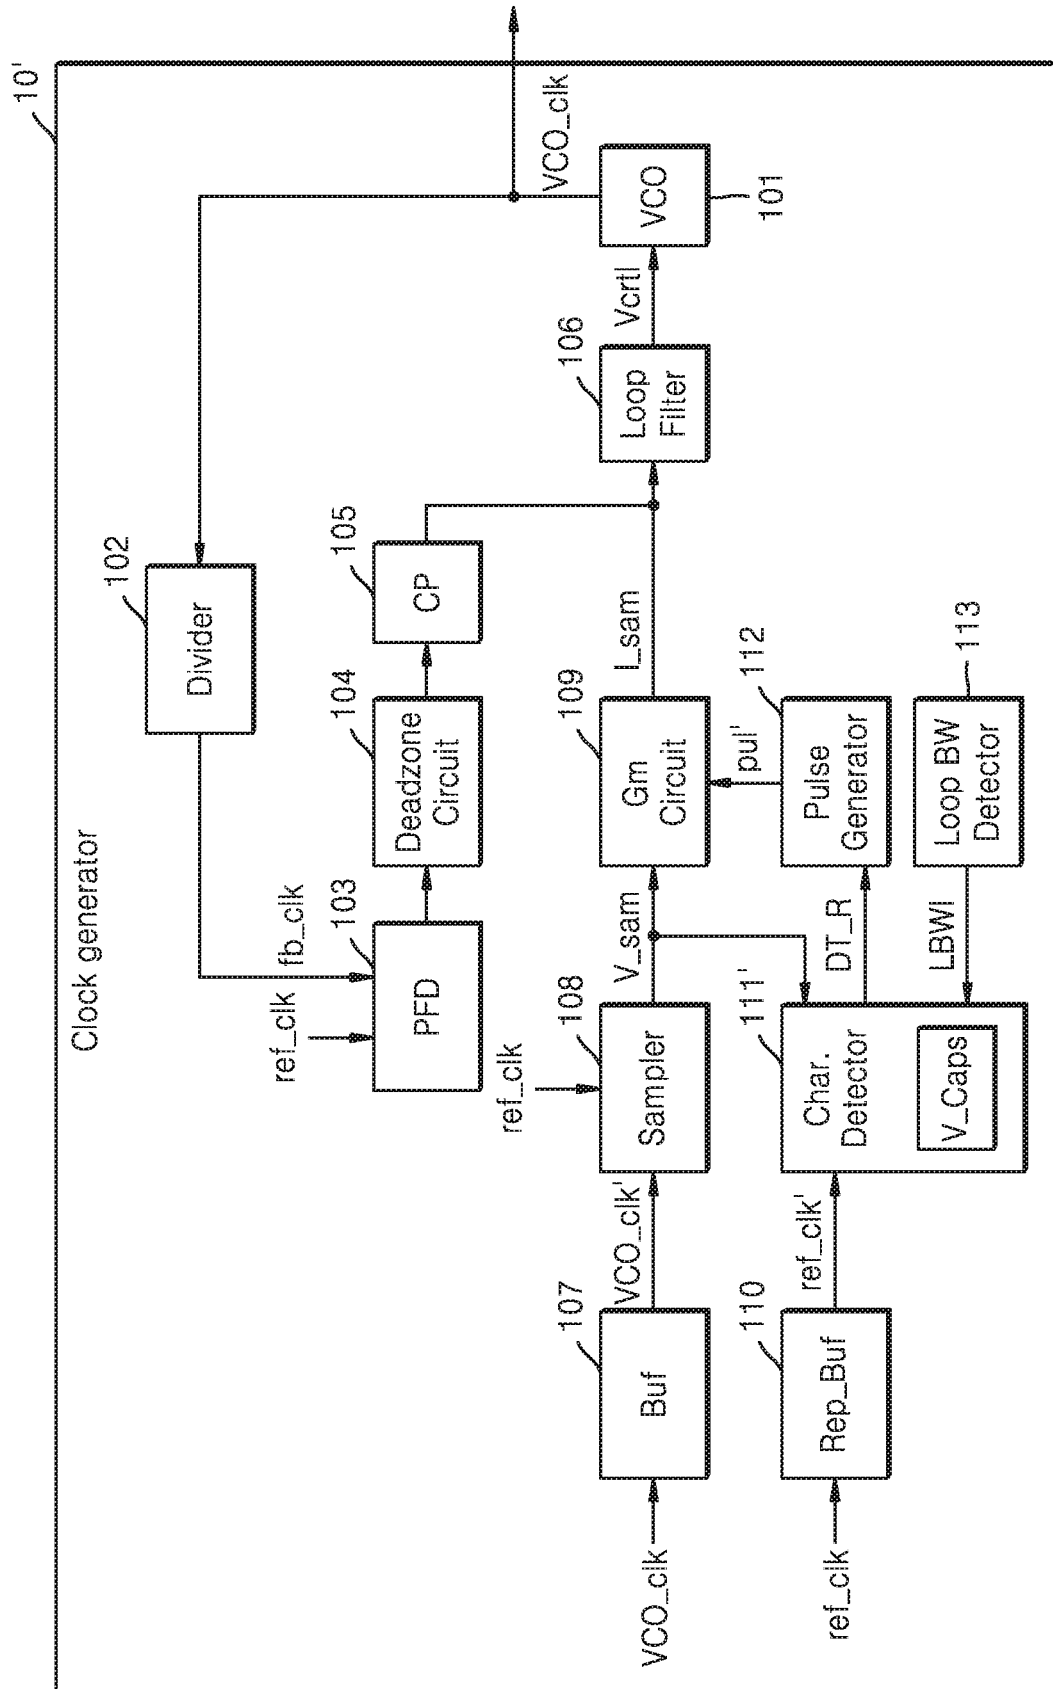 10'
Clock generator
102
Divider
fb_clk
ref_clk
103
PFD
104
Deadzone
Circuit
105
CP
VCO_clk
VCO
101
Vcrtl
106
Loop
Filter
VCO_clk
107
Buf
VCO_clk'
ref_clk
108
Sampler
V_sam
109
Gm
Circuit
I_sam
ref_clk
110
Rep_Buf
ref_clk'
111'
Char.
Detector
V_Caps
DT_R
pul'
112
Pulse
Generator
LBWI
113
Loop BW
Detector